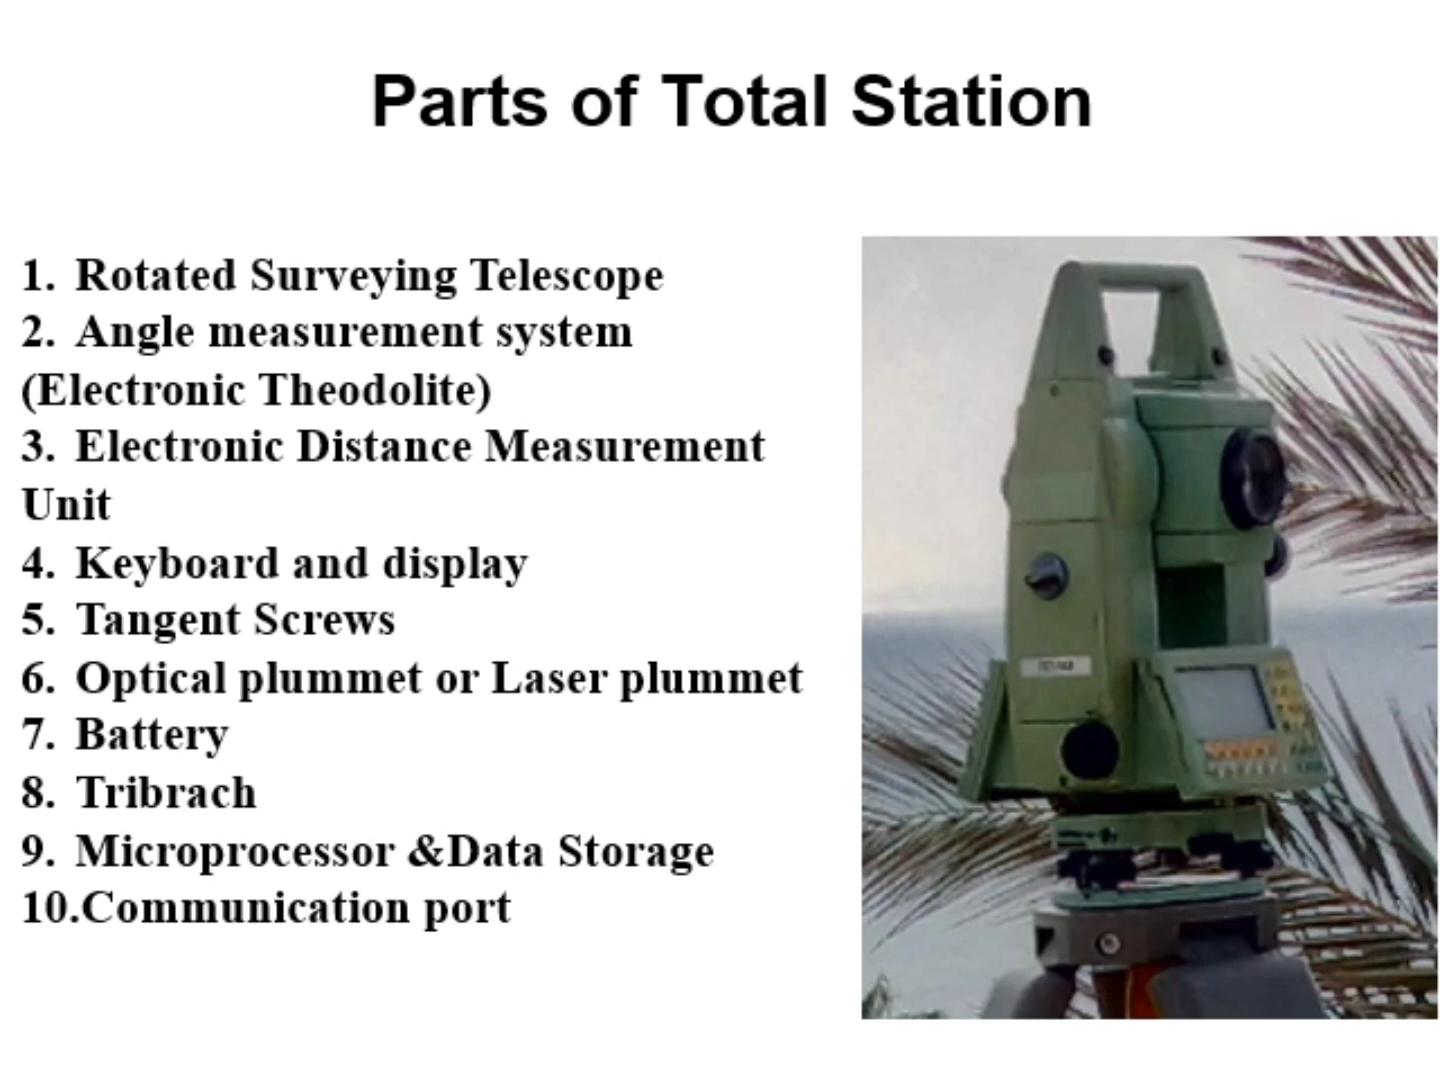 Parts of Total Station
1. Rotated Surveying Telescope
2. Angle measurement system
(Electronic Theodolite)
3. Electronic Distance Measurement
Unit
4. Keyboard and display
5. Tangent Screws
6. Optical plummet or Laser plummet
7. Battery
8. Tribrach
9. Microprocessor &Data Storage
10.Communication port